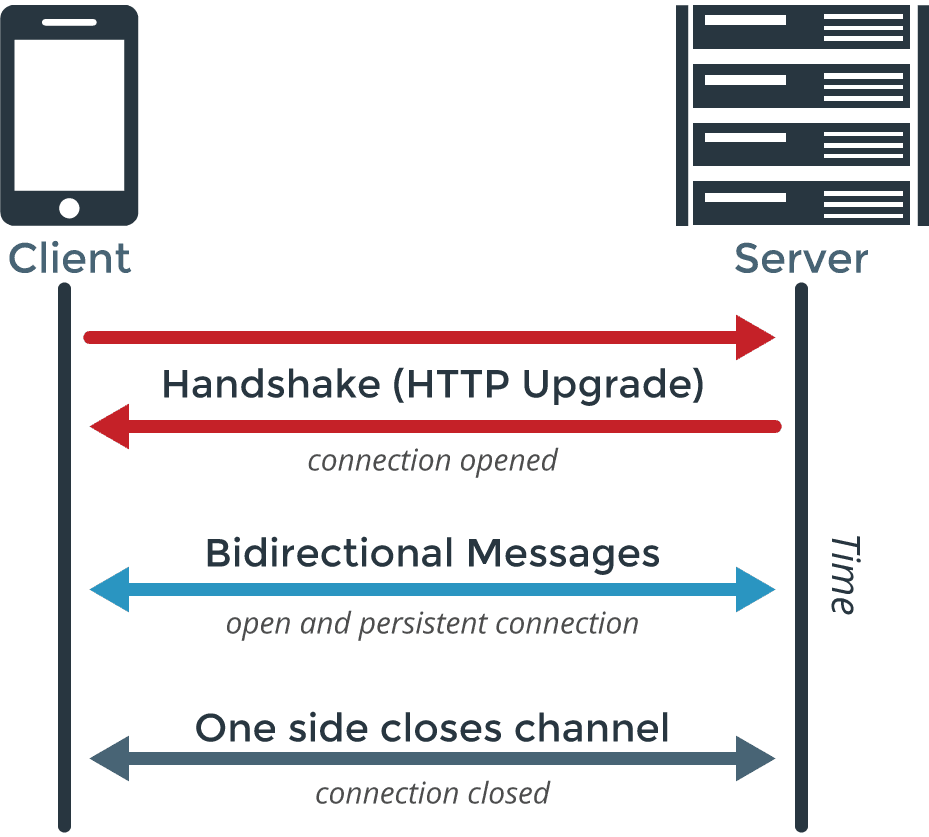 Client
Server
Handshake (HTTP Upgrade)
connection opened
Bidirectional Messages
open and persistent connection
Time
One side closes channel
connection closed